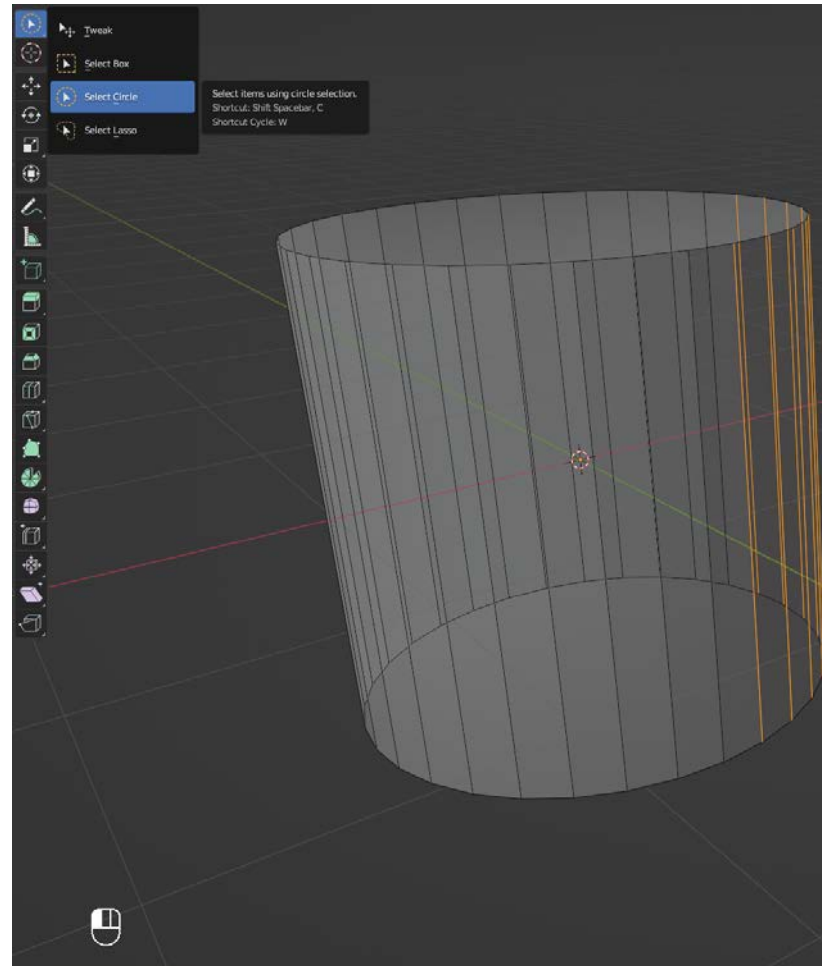 Tweak
Select Box
Select Circle
Select Lasso
Select items using circle selection.
Shortcut: Shift Spacebar, C
Shortcut Cycle: W